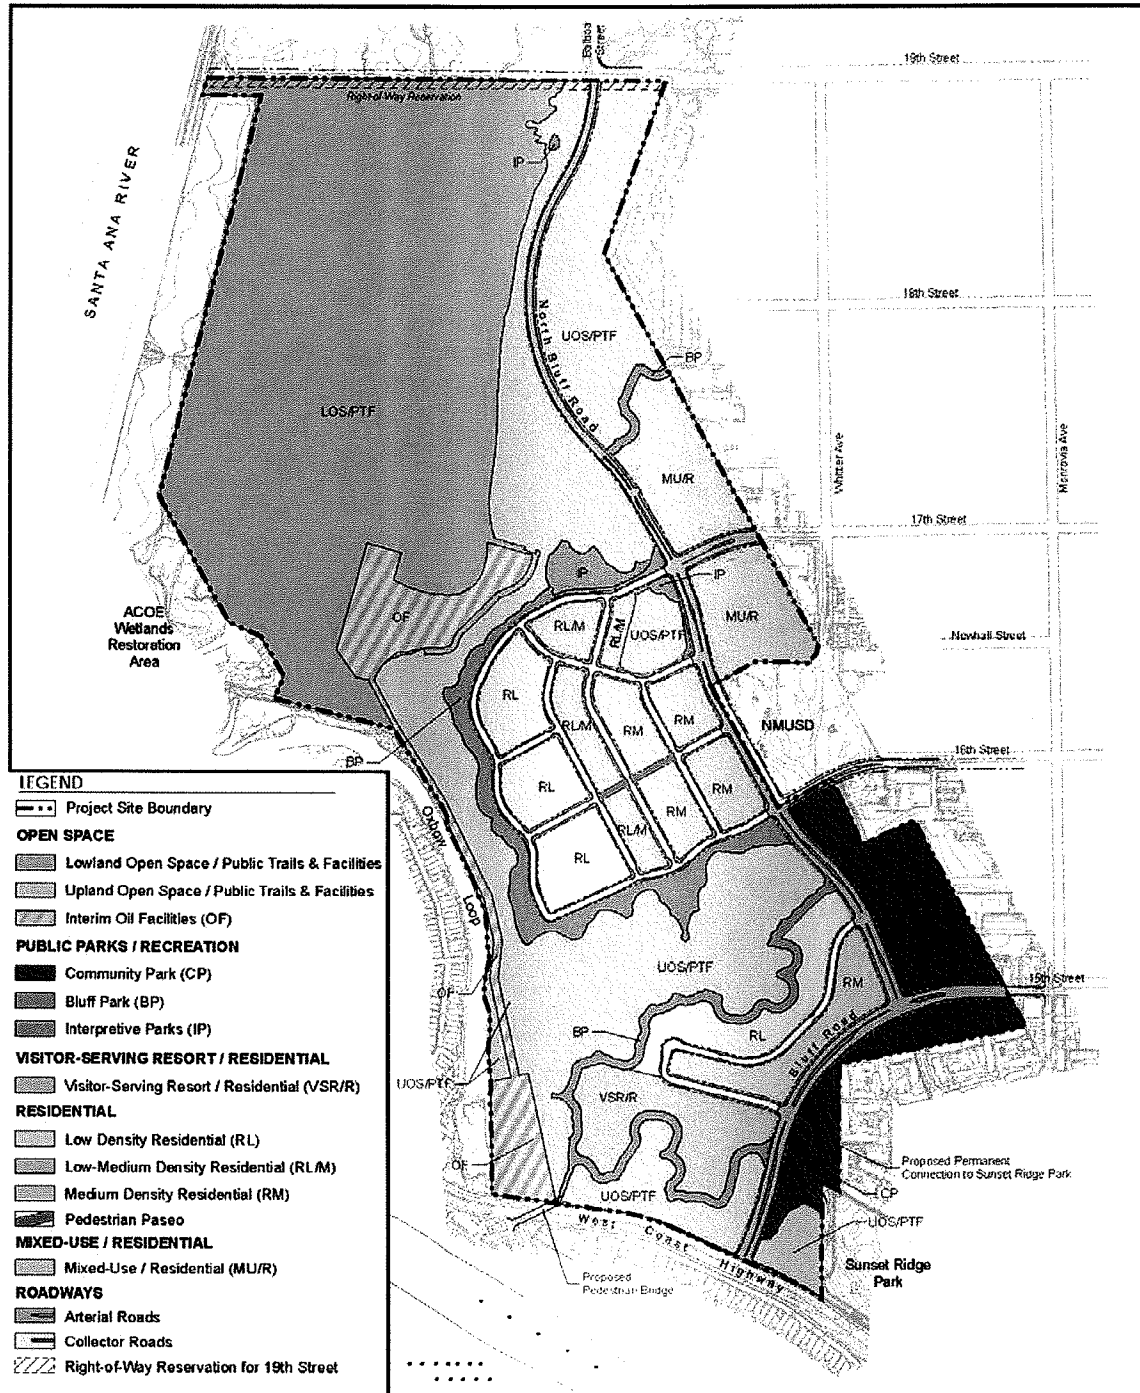 Balboa
Street
19th Street
Right-of-Way Reservation
IP
SANTA ANA RIVER
18th Street
North Bluff Road
UOS/PTF
BP
LOS/PTF
Whittier Ave
Monrovia Ave
MU/R
17th Street
IP
IP
OF
ACOE
Wetlands
Restoration
Area
RL/M
RL/M
UOS/PTF
MU/R
Newhall Street
RL
RL/M
RM
RM
NMUSD
16th Street
BP
RL
RM
RM
RL/M
RL
Oxbow Loop
LEGEND
Project Site Boundary
OPEN SPACE
Lowland Open Space / Public Trails & Facilities
Upland Open Space / Public Trails & Facilities
Interim Oil Facilities (OF)
PUBLIC PARKS / RECREATION
Community Park (CP)
Bluff Park (BP)
Interpretive Parks (IP)
VISITOR-SERVING RESORT / RESIDENTIAL
Visitor-Serving Resort / Residential (VSR/R)
RESIDENTIAL
Low Density Residential (RL)
Low-Medium Density Residential (RL/M)
Medium Density Residential (RM)
Pedestrian Paseo
MIXED-USE / RESIDENTIAL
Mixed-Use / Residential (MU/R)
ROADWAYS
Arterial Roads
Collector Roads
Right-of-Way Reservation for 19th Street
UOS/PTF
OF
RM
15th Street
BP
RL
Bluff Road
UOS/PTF
VSR/R
OF
Proposed Permanent
Connection to Sunset Ridge Park
CP
UOS/PTF
UOS/PTF
West Coast Highway
Sunset Ridge
Park
Proposed
Pedestrian Bridge